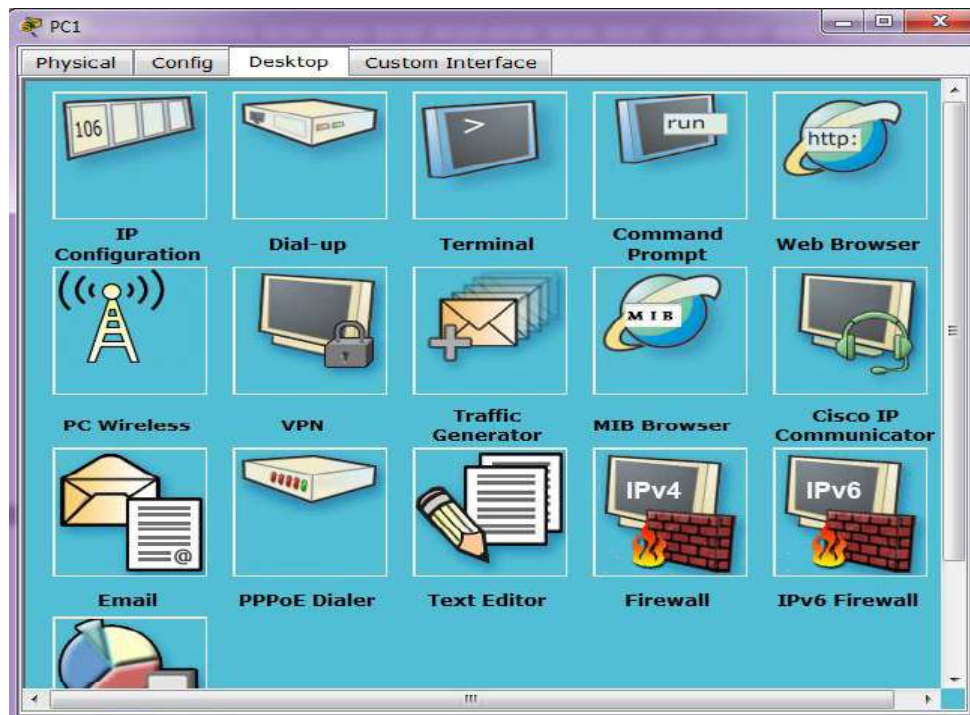 PC1
Physical Config Desktop Custom Interface
106
>
run
http:
IP
Configuration
Dial-up
Terminal
Command
Prompt
Web Browser
MIB
PC Wireless
VPN
Traffic
Generator
MIB Browser
Cisco IP
Communicator
@
IPv4
IPv6
Email
PPPoE Dialer
Text Editor
Firewall
IPv6 Firewall